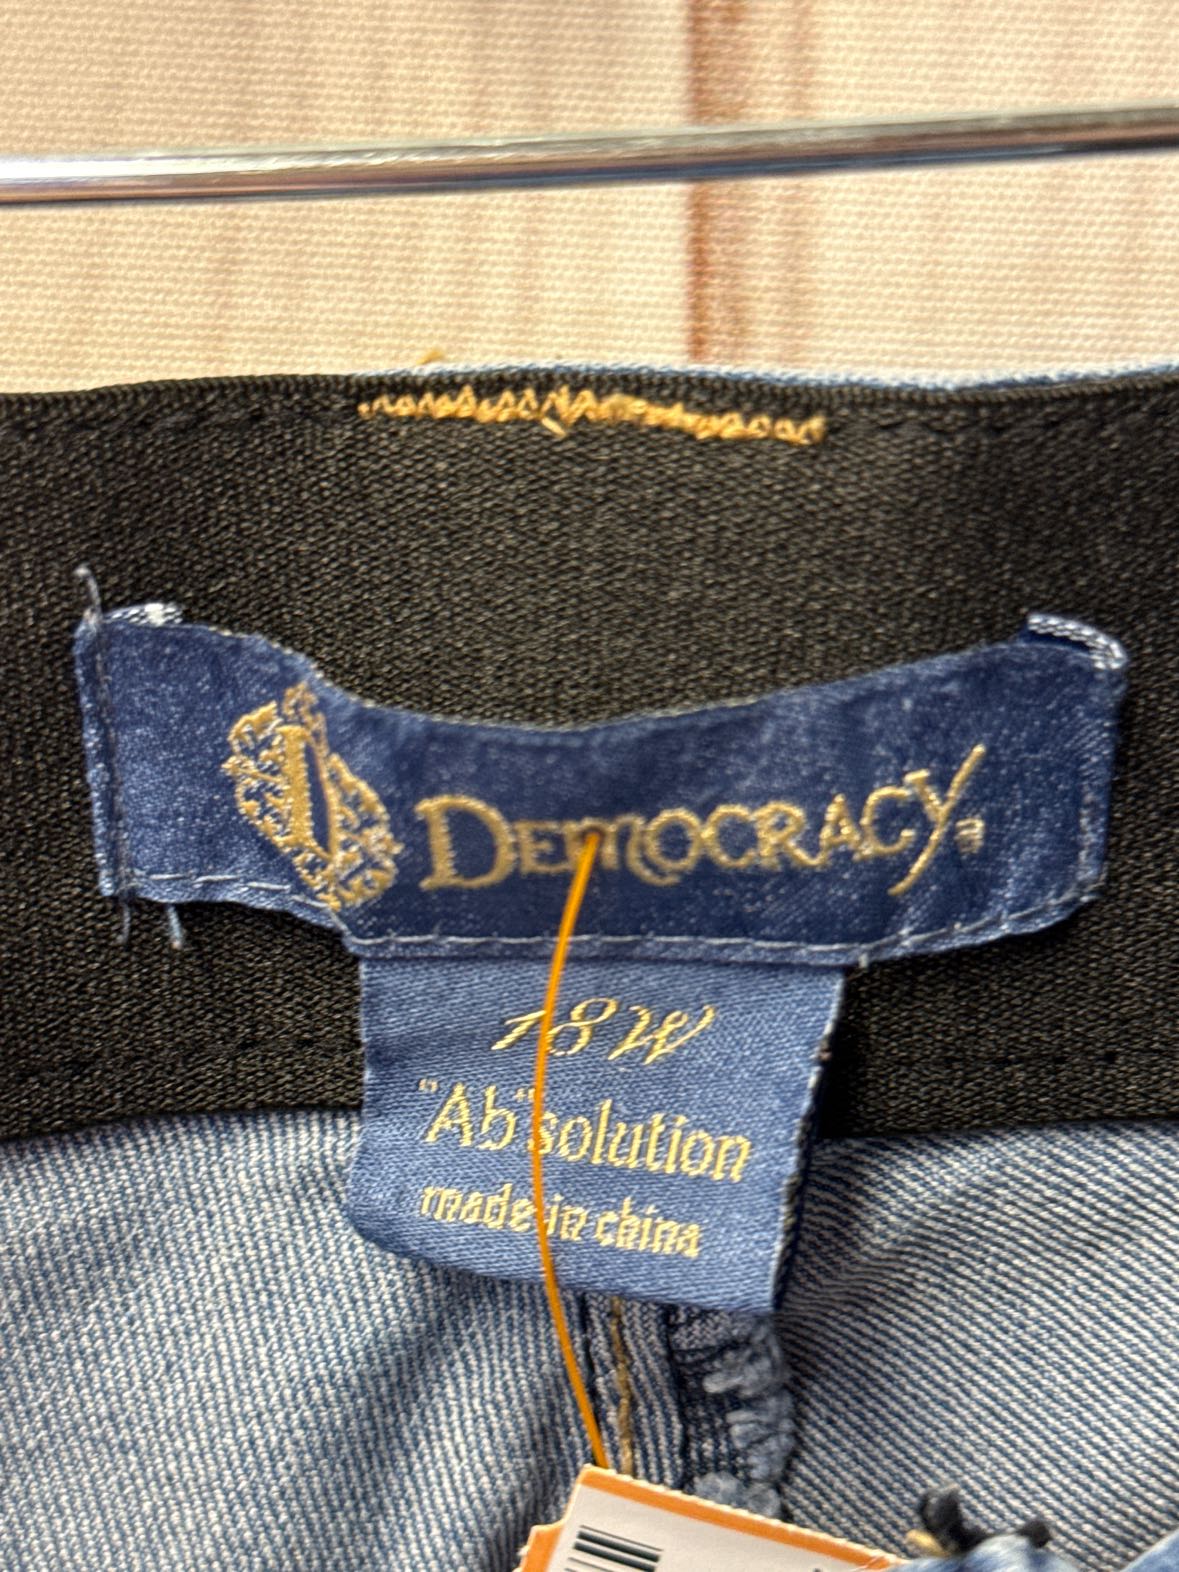 D DEMOCRACY
18W
"Ab"solution
made in china